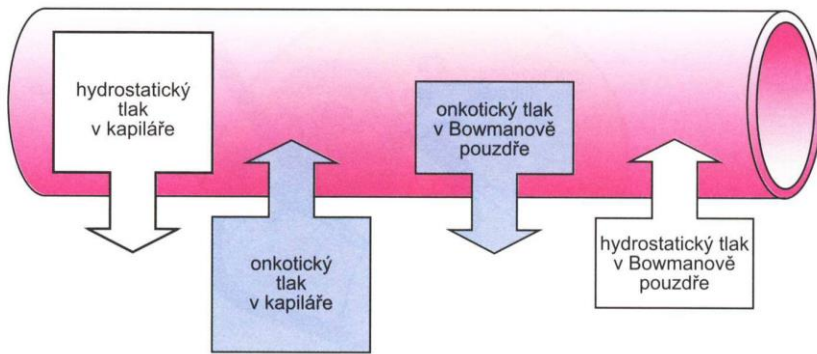 hydrostatický
tlak
v kapiláře
onkotický
tlak
v kapiláře
onkotický tlak
v Bowmanově
pouzdře
hydrostatický tlak
v Bowmanově
pouzdře